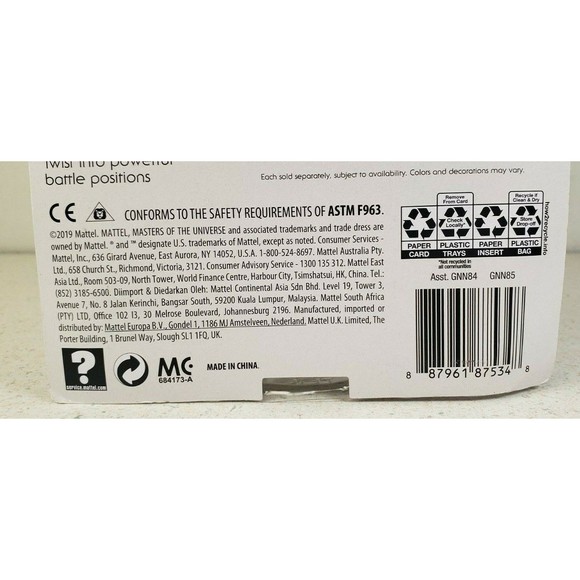 twist into powerful
battle positions
Each sold separately, subject to availability. Colors and decorations may vary.
CE CONFORMS TO THE SAFETY REQUIREMENTS OF ASTM F963.
©2019 Mattel. MATTEL, MASTERS OF THE UNIVERSE and associated trademarks and trade dress are
owned by Mattel. ® and ™ designate U.S. trademarks of Mattel, except as noted. Consumer Services -
Mattel, Inc., 636 Girard Avenue, East Aurora, NY 14052, U.S.A. 1-800-524-8697. Mattel Australia Pty.
Ltd., 658 Church St., Richmond, Victoria, 3121. Consumer Advisory Service - 1300 135 312. Mattel East
Asia Ltd., Room 503-09, North Tower, World Finance Centre, Harbour City, Tsimshatsui, HK, China. Tel.:
(852) 3185-6500. Diimport & Diedarkan Oleh: Mattel Continental Asia Sdn Bhd. Level 19, Tower 3,
Avenue 7, No. 8 Jalan Kerinchi, Bangsar South, 59200 Kuala Lumpur, Malaysia. Mattel South Africa
(PTY) LTD, Office 102 I3, 30 Melrose Boulevard, Johannesburg 2196. Manufactured, imported or
distributed by: Mattel Europa B.V., Gondel 1, 1186 MJ Amstelveen, Nederland. Mattel U.K. Limited, The
Porter Building, 1 Brunel Way, Slough SL1 1FQ, UK.
?
service.mattel.com
MC
684173-A
MADE IN CHINA.
Remove From Card
Recycle if Clean & Dry
Check Locally*
Store Drop-off
PAPER PLASTIC PAPER PLASTIC
CARD TRAYS INSERT BAG
*Not recycled in all communities
how2recycle.info
Asst. GNN84 GNN85
8 87961 87534 8